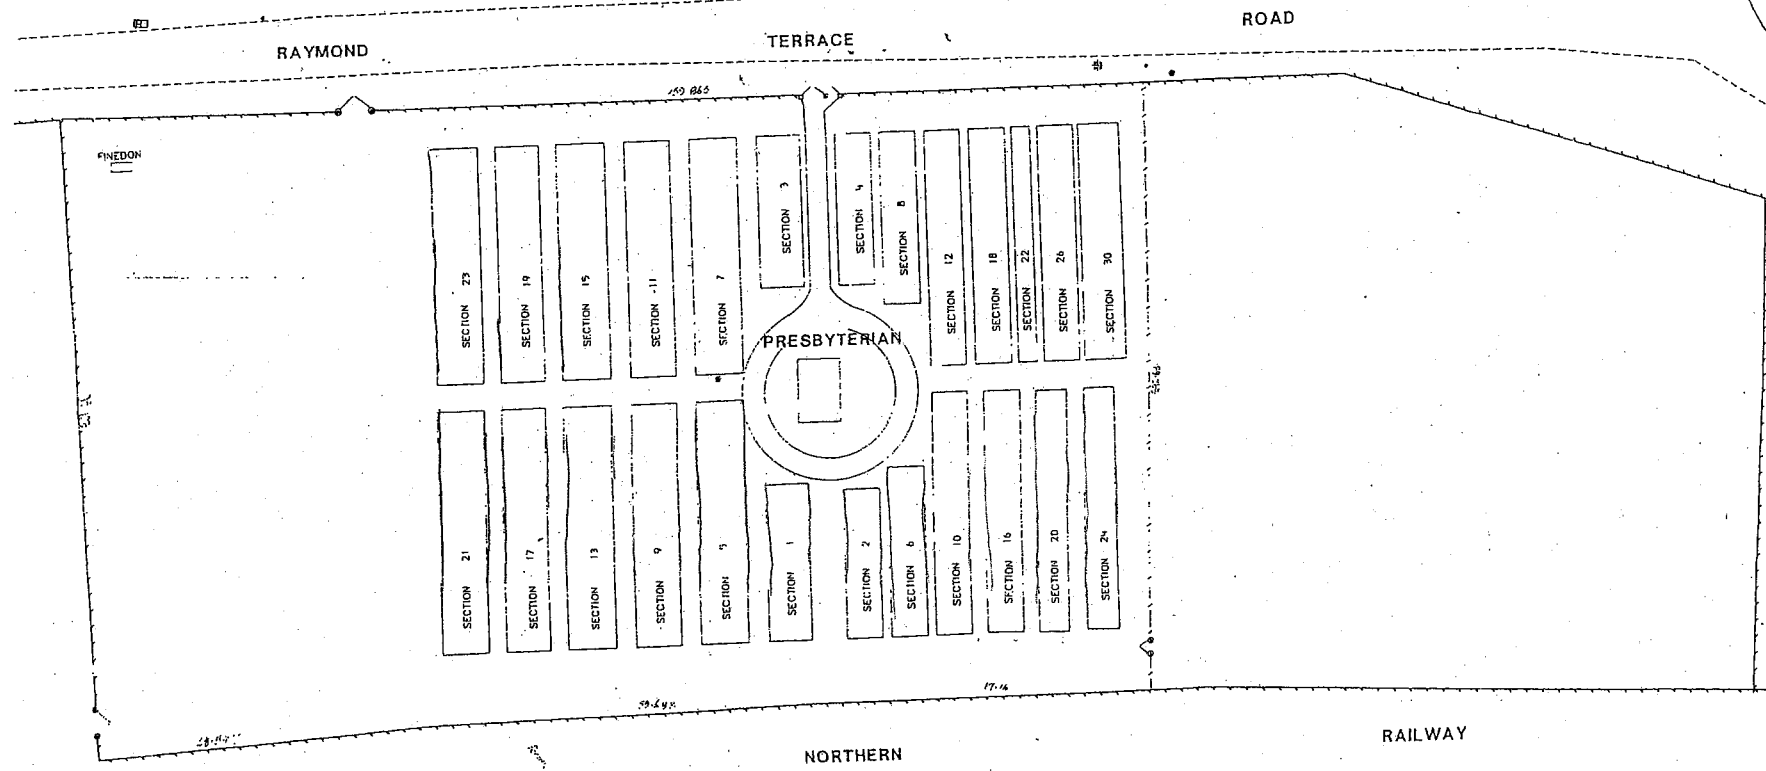 ROAD
RAYMOND
TERRACE
FINEDON
SECTION 23
SECTION 19
SECTION 15
SECTION 11
SECTION 7
SECTION 3
SECTION 4
SECTION 8
SECTION 12
SECTION 18
SECTION 22
SECTION 26
SECTION 30
PRESBYTERIAN
SECTION 21
SECTION 17
SECTION 13
SECTION 9
SECTION 5
SECTION 1
SECTION 2
SECTION 6
SECTION 10
SECTION 16
SECTION 20
SECTION 24
17.16
NORTHERN
RAILWAY